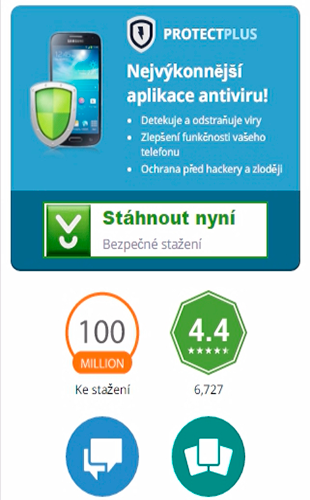 PROTECTPLUS
Nejvýkonnější
aplikace antiviru!
• Detekuje a odstraňuje viry
• Zlepšení funkčnosti vašeho
telefonu
• Ochrana před hackery a zloději
Stáhnout nyní
Bezpečné stažení
100
MILLION
Ke stažení
4.4
6,727